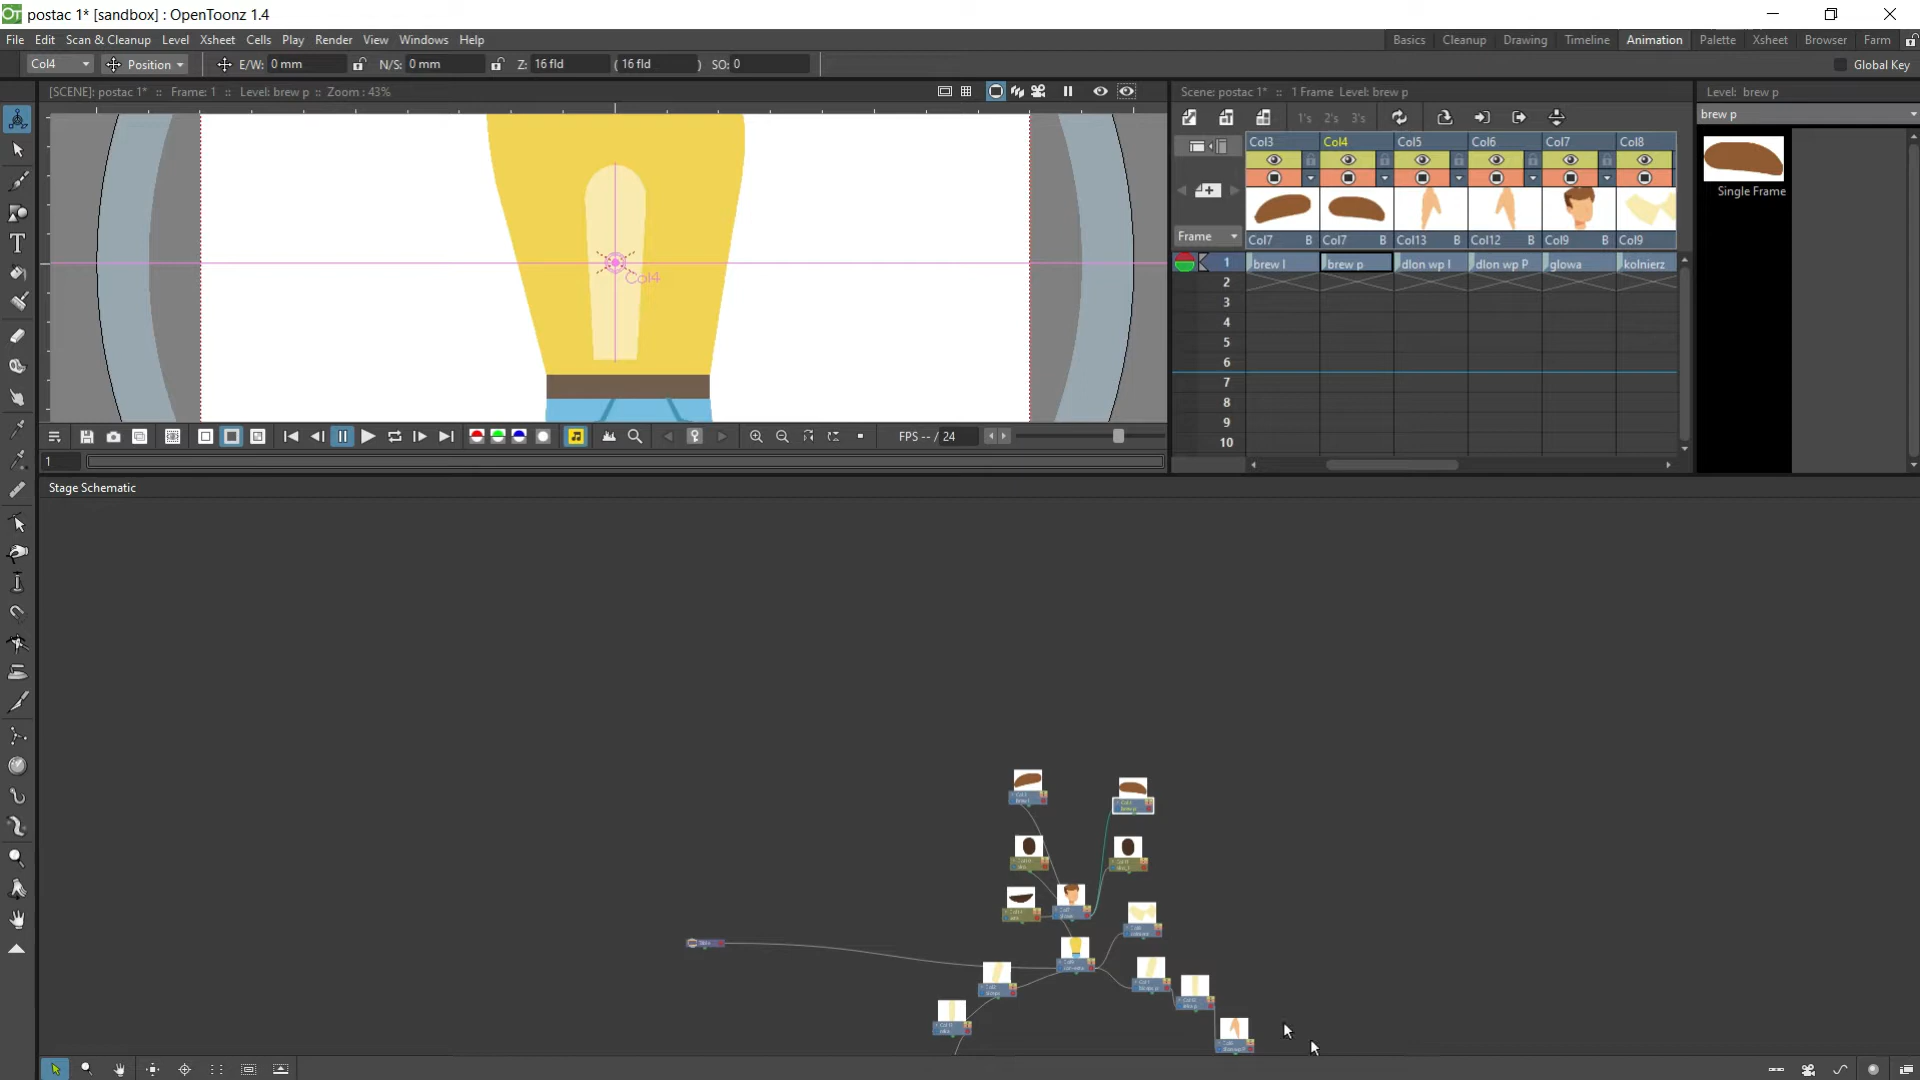 postac 1* [sandbox] : OpenToonz 1.4
File Edit Scan & Cleanup Level Xsheet Cells Play Render View Windows Help
Basics Cleanup Drawing Timeline Animation Palette Xsheet Browser Farm
Col4 Position E/W: 0 mm N/S: 0 mm Z: 16 fld ( 16 fld ) SO: 0
Global Key
[SCENE]: postac 1* :: Frame: 1 :: Level: brew p :: Zoom : 43%
Scene: postac 1* :: 1 Frame Level: brew p
Level: brew p
brew p
1's 2's 3's
Col3 Col4 Col5 Col6 Col7 Col8
Single Frame
Frame
Col7 B Col7 B Col13 B Col12 B Col9 B Col9
1 brew l brew p dlon wp l dlon wp P glowa kolnierz
2
3
4
5
6
7
8
9
10
Col4
FPS -- / 24
1
Stage Schematic